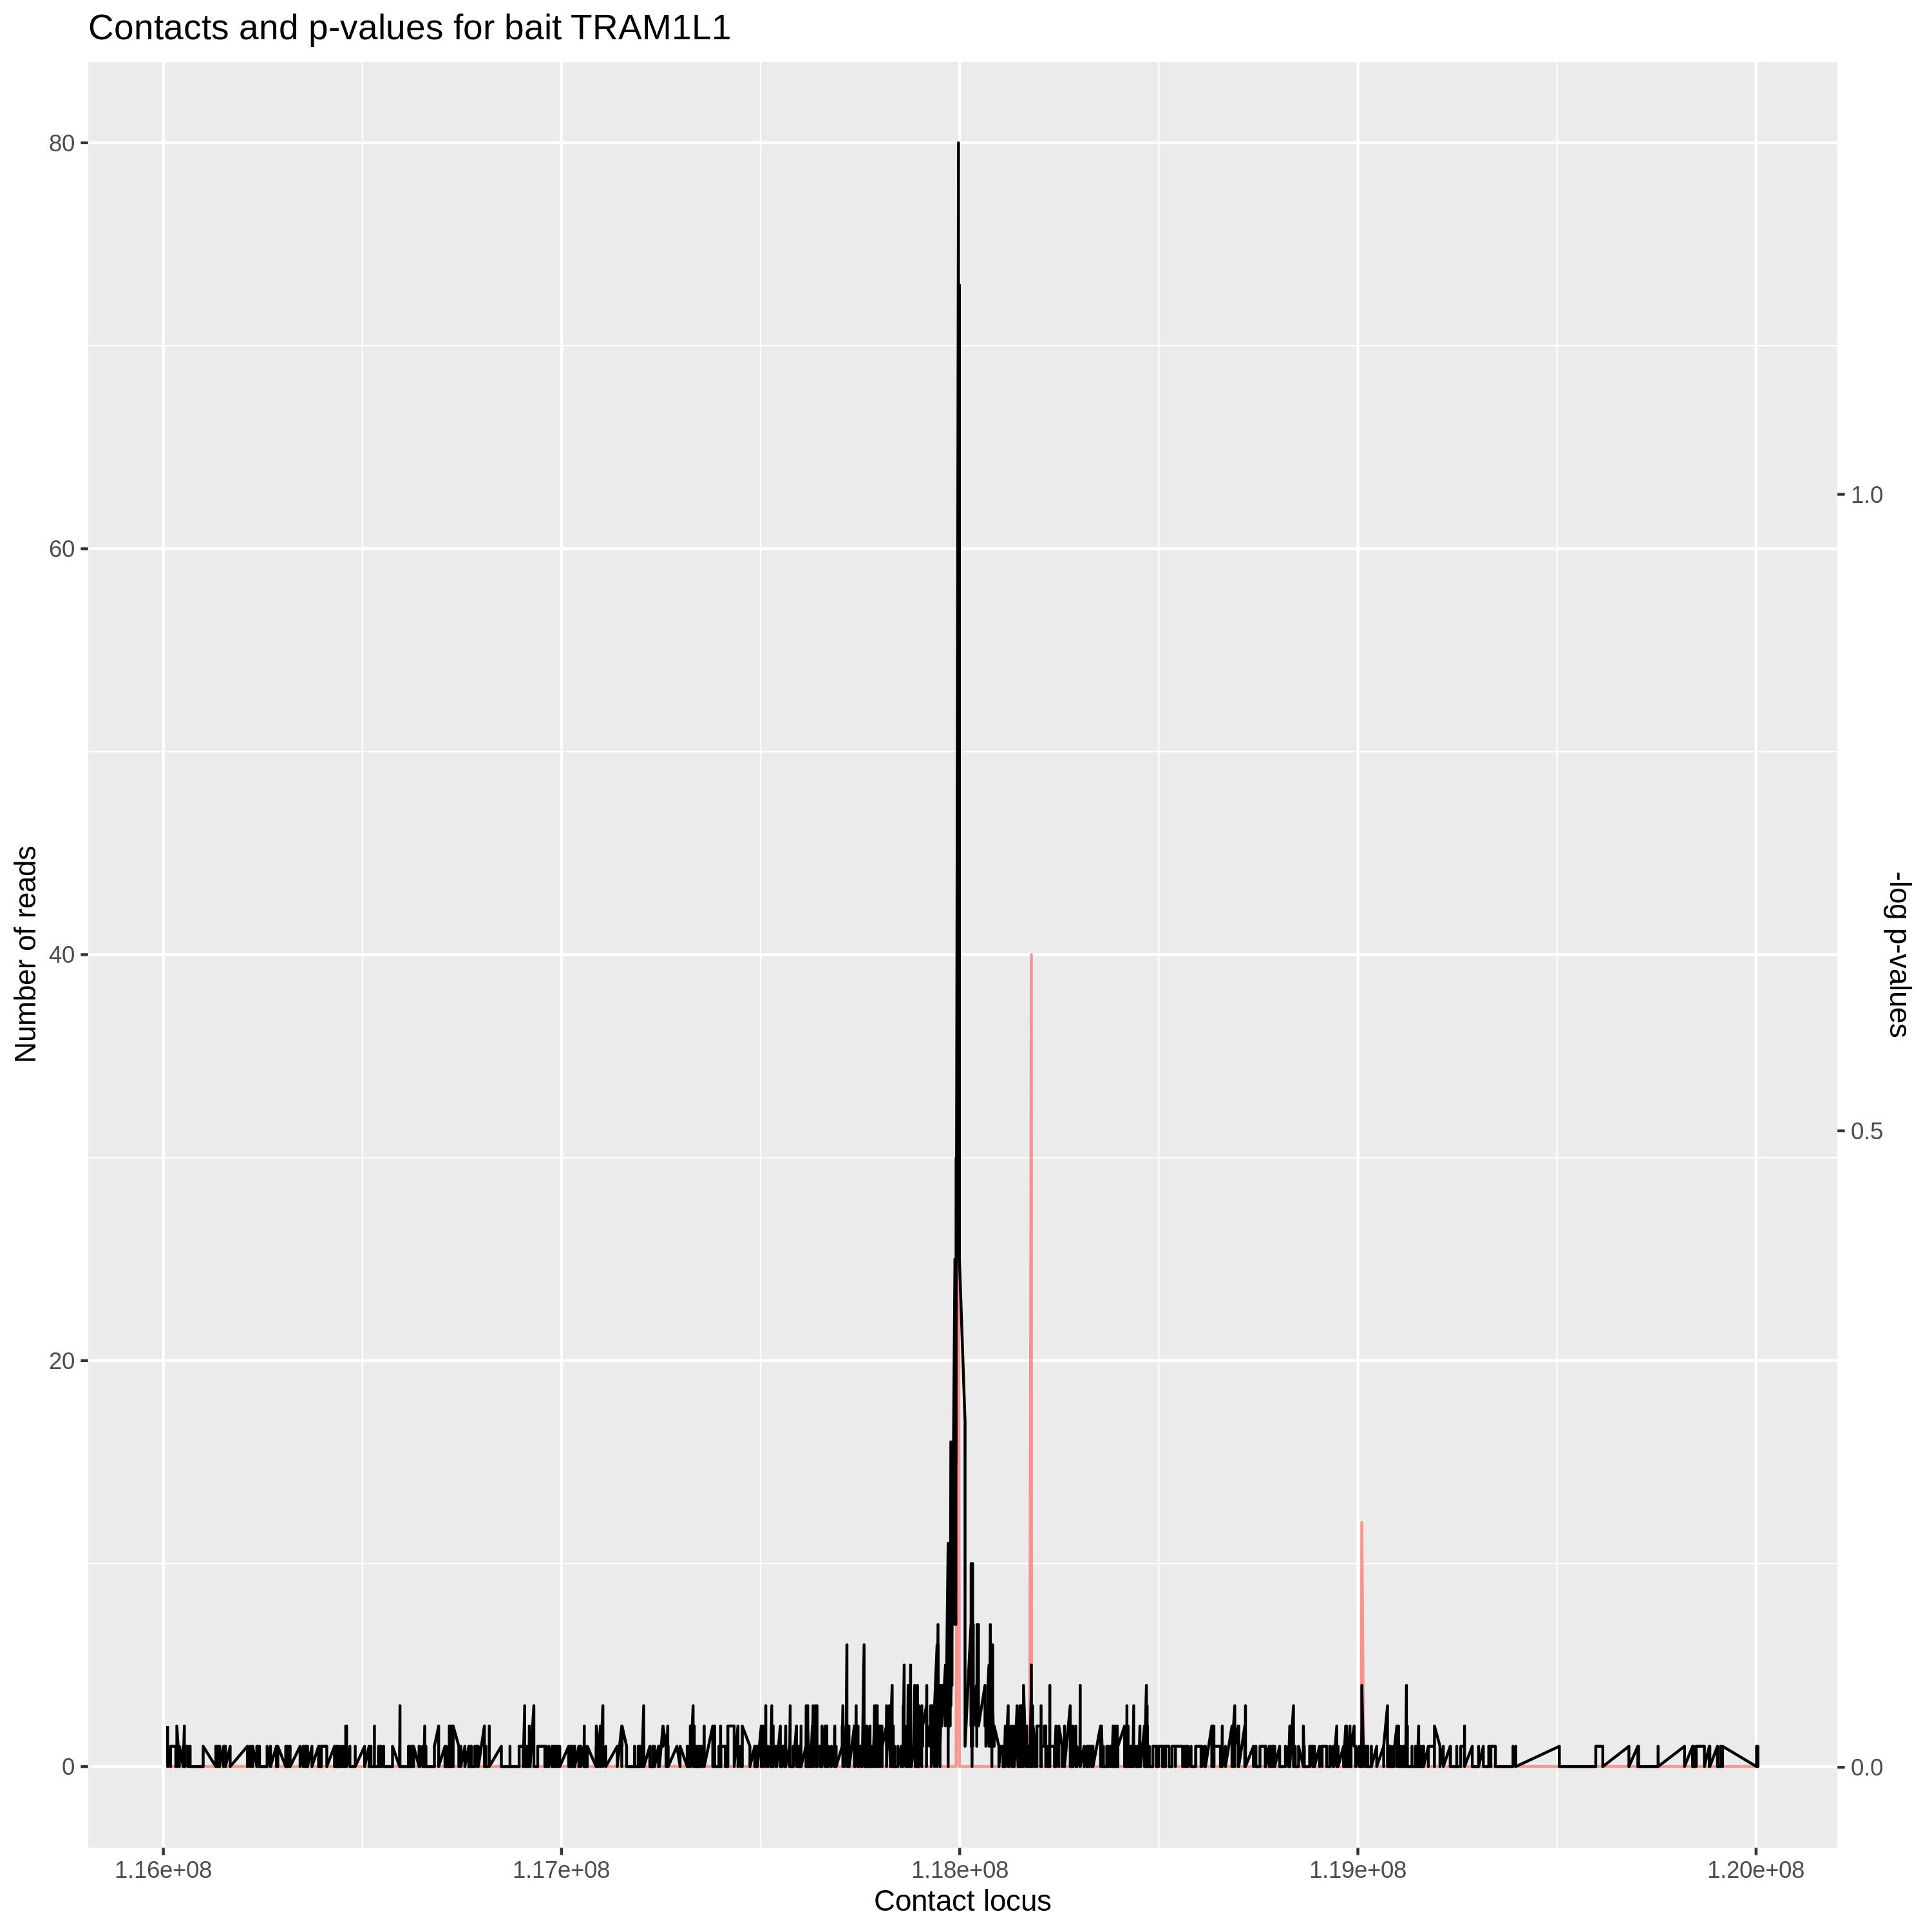 Contacts and p-values for bait TRAM1L1
80
60
40
20
0
Number of reads
1.0
0.5
0.0
-log p-values
1.16e+08
1.17e+08
1.18e+08
1.19e+08
1.20e+08
Contact locus